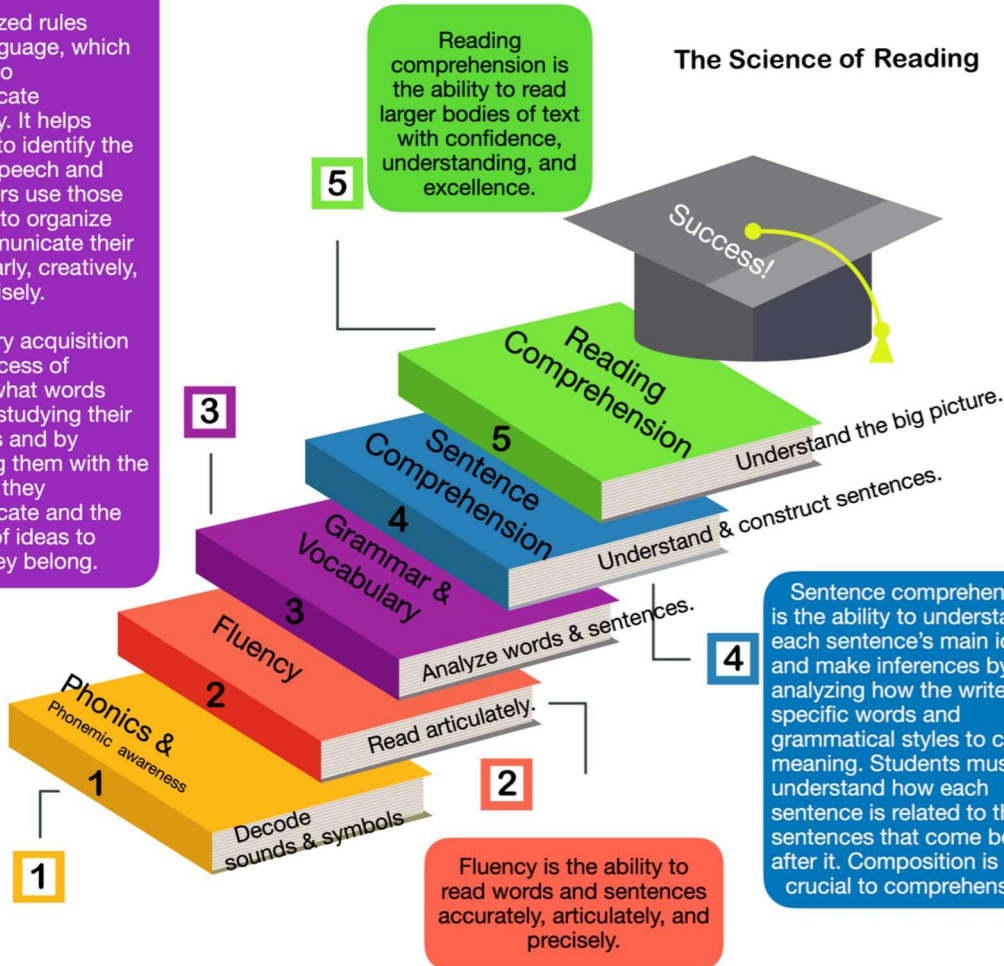 The Science of Reading
zed rules
guage, which
o
cate
y. It helps
to identify the
peech and
rs use those
to organize
municate their
arly, creatively,
isely.
ry acquisition
cess of
what words
studying their
s and by
g them with the
they
cate and the
of ideas to
ey belong.
Reading
comprehension is
the ability to read
larger bodies of text
with confidence,
understanding, and
excellence.
5
Success!
3
Reading
Comprehension
5
Understand the big picture.
Sentence
Comprehension
4
Understand & construct sentences.
Grammar &
Vocabulary
3
Analyze words & sentences.
Fluency
2
Read articulately.
Phonics &
Phonemic awareness
1
Decode
sounds & symbols
1
2
Fluency is the ability to
read words and sentences
accurately, articulately, and
precisely.
4
Sentence comprehen
is the ability to understa
each sentence's main ic
and make inferences by
analyzing how the write
specific words and
grammatical styles to c
meaning. Students mus
understand how each
sentence is related to th
sentences that come be
after it. Composition is
crucial to comprehens